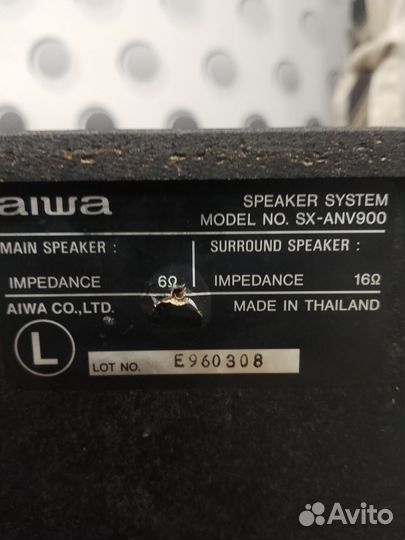 aiwa
SPEAKER SYSTEM
MODEL NO. SX-ANV900
MAIN SPEAKER :
IMPEDANCE 6Ω
SURROUND SPEAKER :
IMPEDANCE 16Ω
AIWA CO.,LTD.
MADE IN THAILAND
L
LOT NO. E960308
Avito